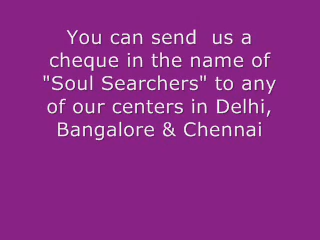 You can send  us a
cheque in the name of
"Soul Searchers" to any
of our centers in Delhi,
Bangalore & Chennai